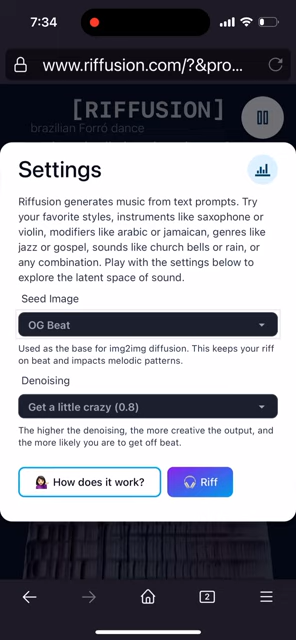 7:34
www.riffusion.com/?&pro...
[RIFFUSION]
brazilian Forró dance
Settings
Riffusion generates music from text prompts. Try
your favorite styles, instruments like saxophone or
violin, modifiers like arabic or jamaican, genres like
jazz or gospel, sounds like church bells or rain, or
any combination. Play with the settings below to
explore the latent space of sound.
Seed Image
OG Beat
Used as the base for img2img diffusion. This keeps your riff
on beat and impacts melodic patterns.
Denoising
Get a little crazy (0.8)
The higher the denoising, the more creative the output, and
the more likely you are to get off beat.
How does it work?
Riff
2